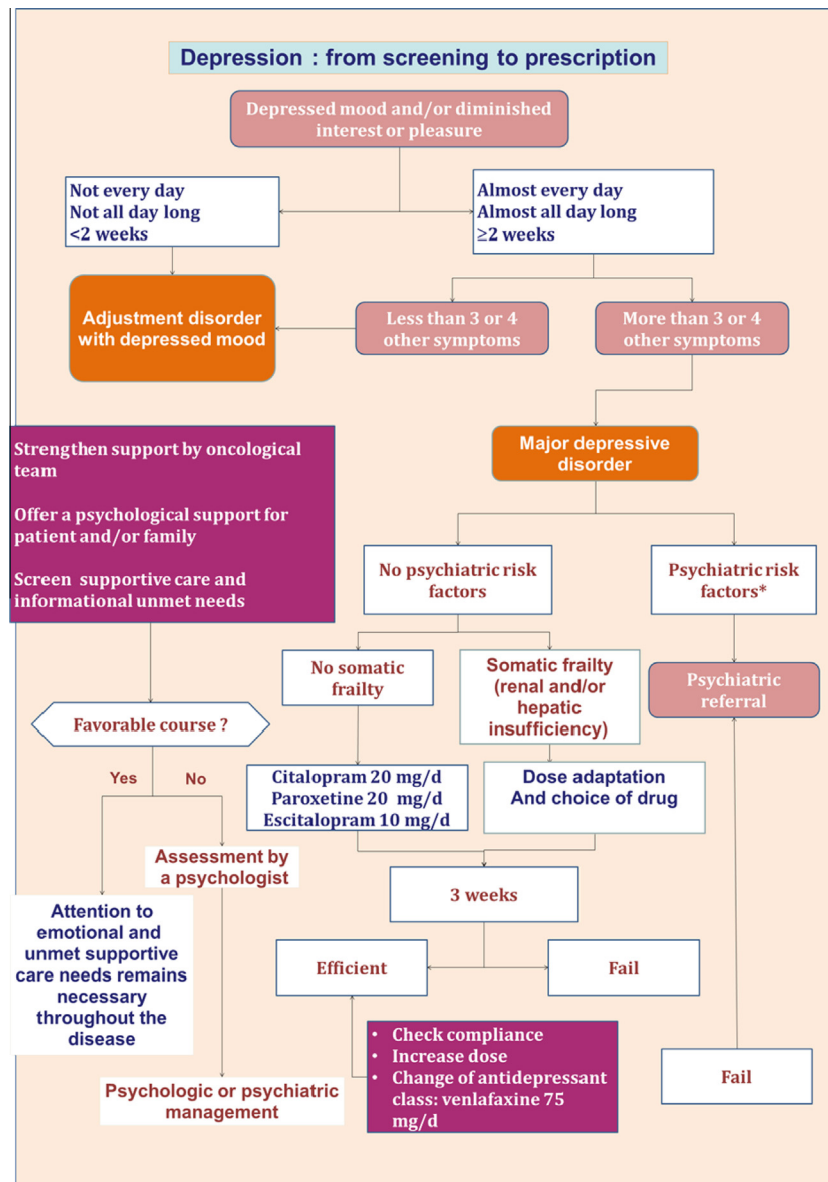 Depression : from screening to prescription
Depressed mood and/or diminished
interest or pleasure
Not every day
Not all day long
<2 weeks
Almost every day
Almost all day long
≥2 weeks
Adjustment disorder
with depressed mood
Less than 3 or 4
other symptoms
More than 3 or 4
other symptoms
Major depressive
disorder
Strengthen support by oncological
team
Offer a psychological support for
patient and/or family
Screen supportive care and
informational unmet needs
No psychiatric risk
factors
Psychiatric risk
factors*
No somatic
frailty
Somatic frailty
(renal and/or
hepatic
insufficiency)
Psychiatric
referral
Favorable course ?
Yes
No
Citalopram 20 mg/d
Paroxetine 20 mg/d
Escitalopram 10 mg/d
Dose adaptation
And choice of drug
Assessment by
a psychologist
3 weeks
Attention to
emotional and
unmet supportive
care needs remains
necessary
throughout the
disease
Efficient
Fail
• Check compliance
• Increase dose
• Change of antidepressant
class: venlafaxine 75
mg/d
Fail
Psychologic or psychiatric
management